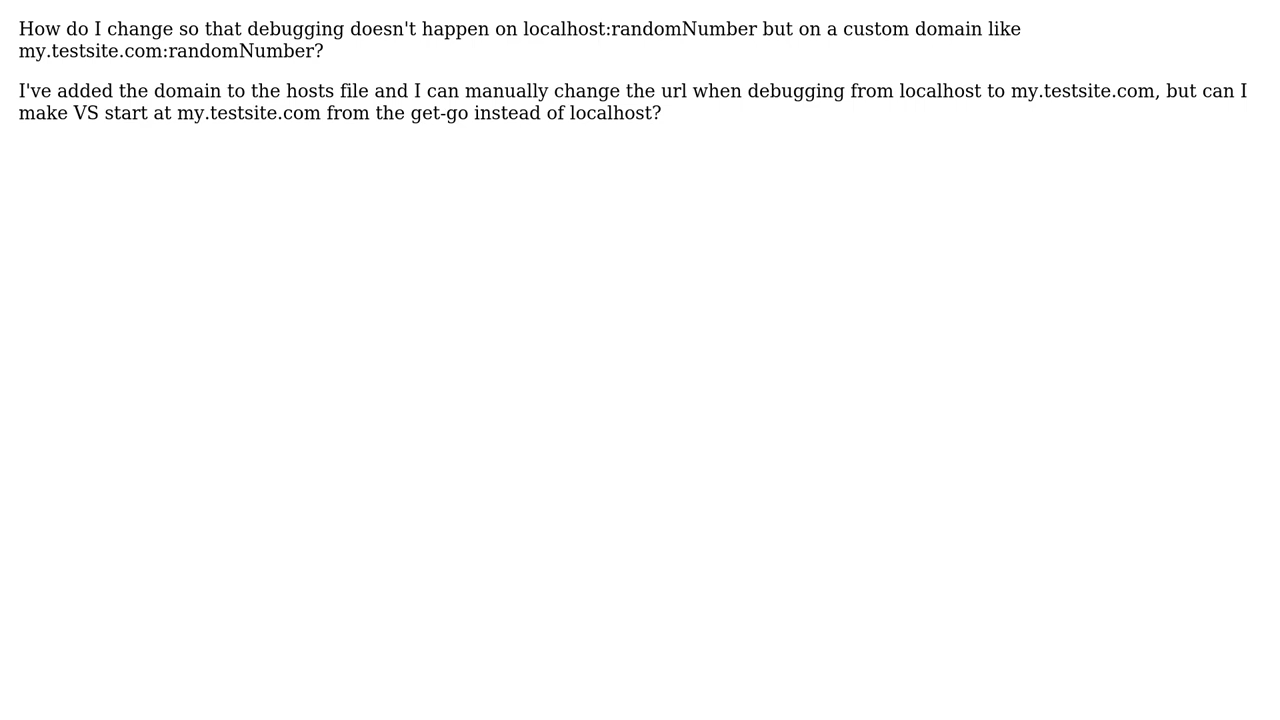 How do I change so that debugging doesn't happen on localhost:randomNumber but on a custom domain like
my.testsite.com:randomNumber?
I've added the domain to the hosts file and I can manually change the url when debugging from localhost to my.testsite.com, but can I
make VS start at my.testsite.com from the get-go instead of localhost?